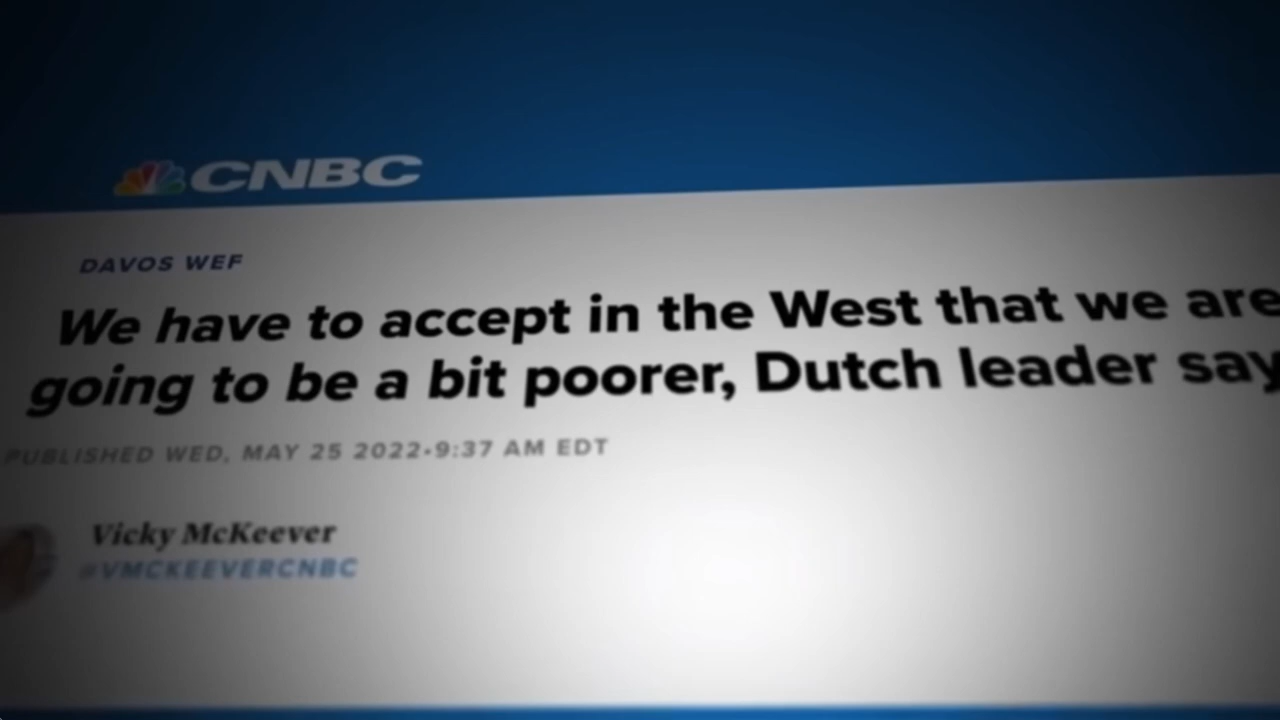 CNBC
DAVOS WEF
We have to accept in the West that we are
going to be a bit poorer, Dutch leader say
PUBLISHED WED, MAY 25 2022•9:37 AM EDT
Vicky McKeever
@VMCKEEVERCNBC